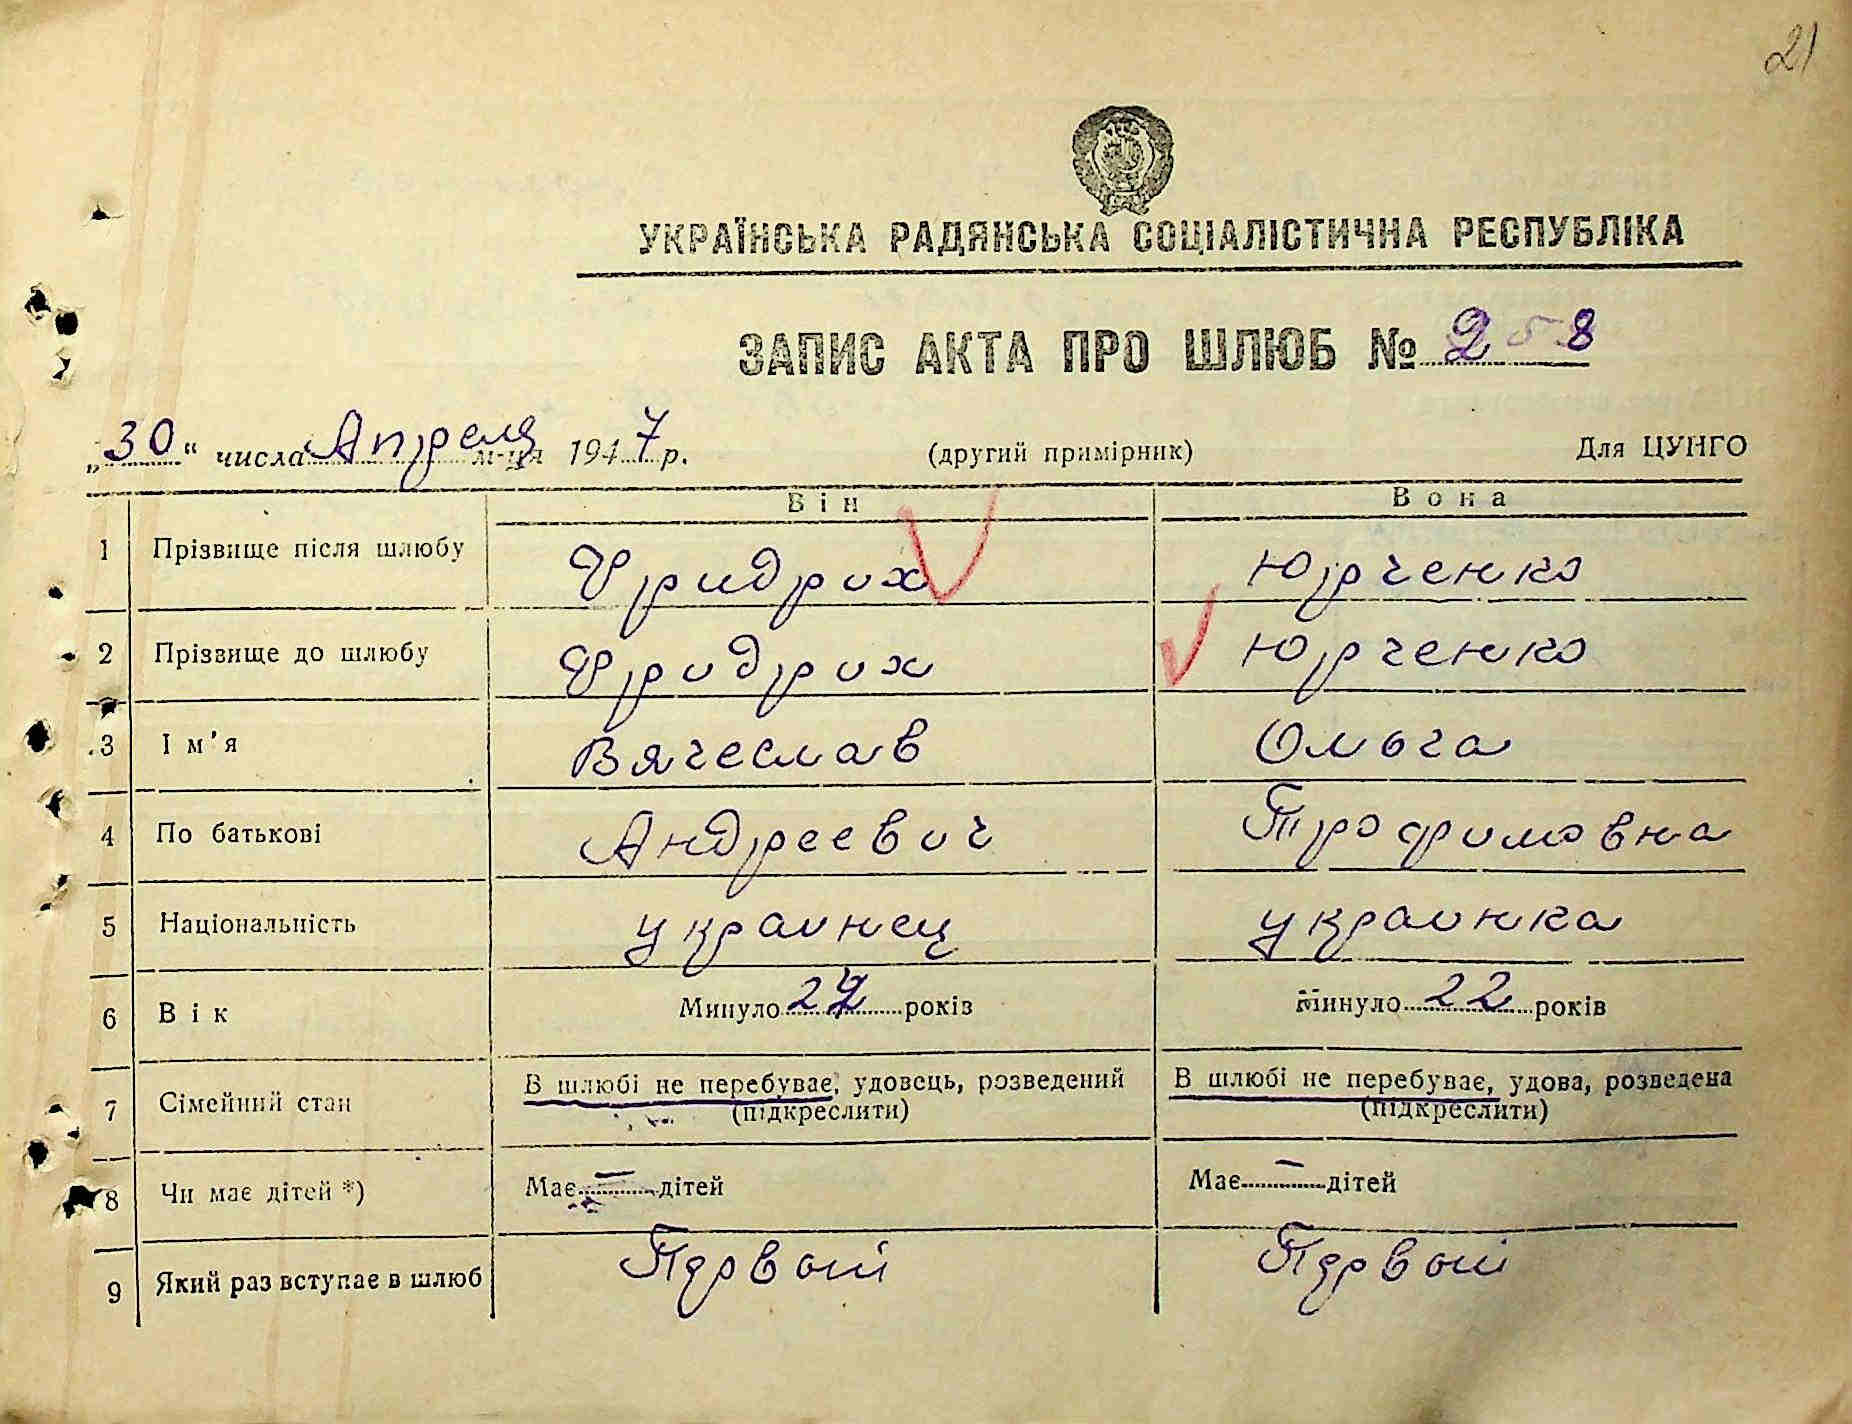 21
УКРАЇНСЬКА РАДЯНСЬКА СОЦІАЛІСТИЧНА РЕСПУБЛІКА
ЗАПИС АКТА ПРО ШЛЮБ № 258
„30“ числа Апреля м-ця 1947 р. (другий примірник) Для ЦУНГО
Він Вона
1 Прізвище після шлюбу Фридрих Юрченко
2 Прізвище до шлюбу Фридрих Юрченко
3 Ім'я Вячеслав Ольга
4 По батькові Андреевич Трофимовна
5 Національність украинец украинка
6 Вік Минуло 27 років Минуло 22 років
7 Сімейний стан В шлюбі не перебуває, удовець, розведений В шлюбі не перебуває, удова, розведена
(підкреслити) (підкреслити)
8 Чи має дітей *) Має — дітей Має — дітей
9 Який раз вступає в шлюб Первый Первый